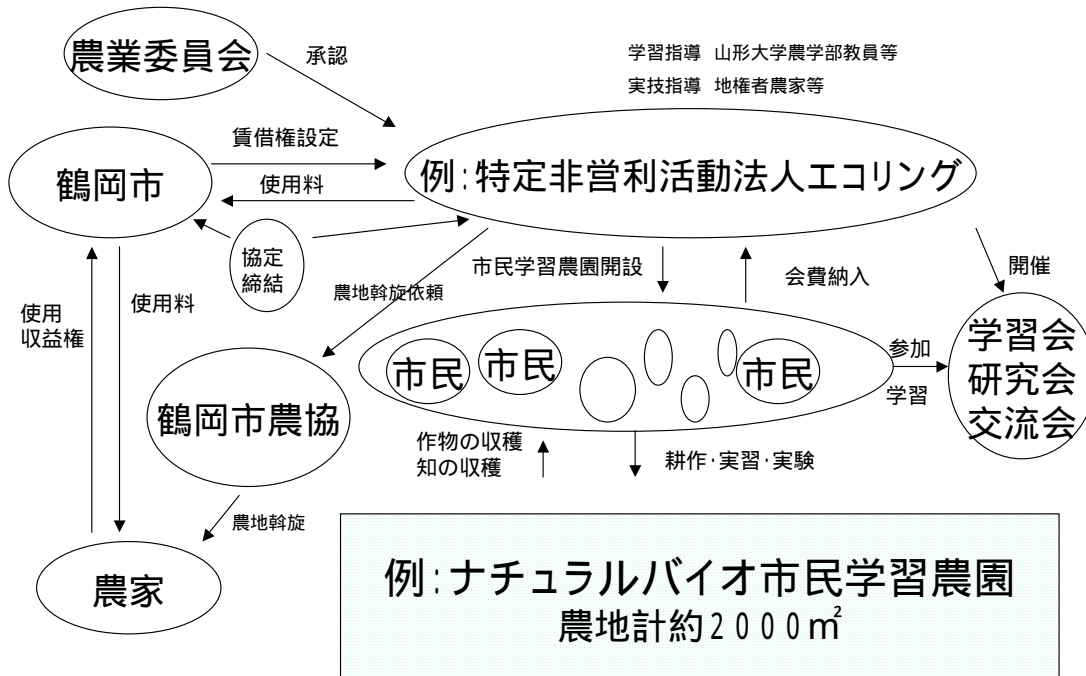 農業委員会
承認
学習指導 山形大学農学部教員等
実技指導 地権者農家等
賃借権設定
鶴岡市
例:特定非営利活動法人エコリング
使用料
協定
締結
市民学習農園開設
会費納入
開催
農地斡旋依頼
使用
収益権
使用料
市民
市民
市民
参加
学習
学習会
研究会
交流会
鶴岡市農協
作物の収穫
知の収穫
耕作·実習·実験
農地斡旋
農家
例:ナチュラルバイオ市民学習農園
農地計約2000㎡